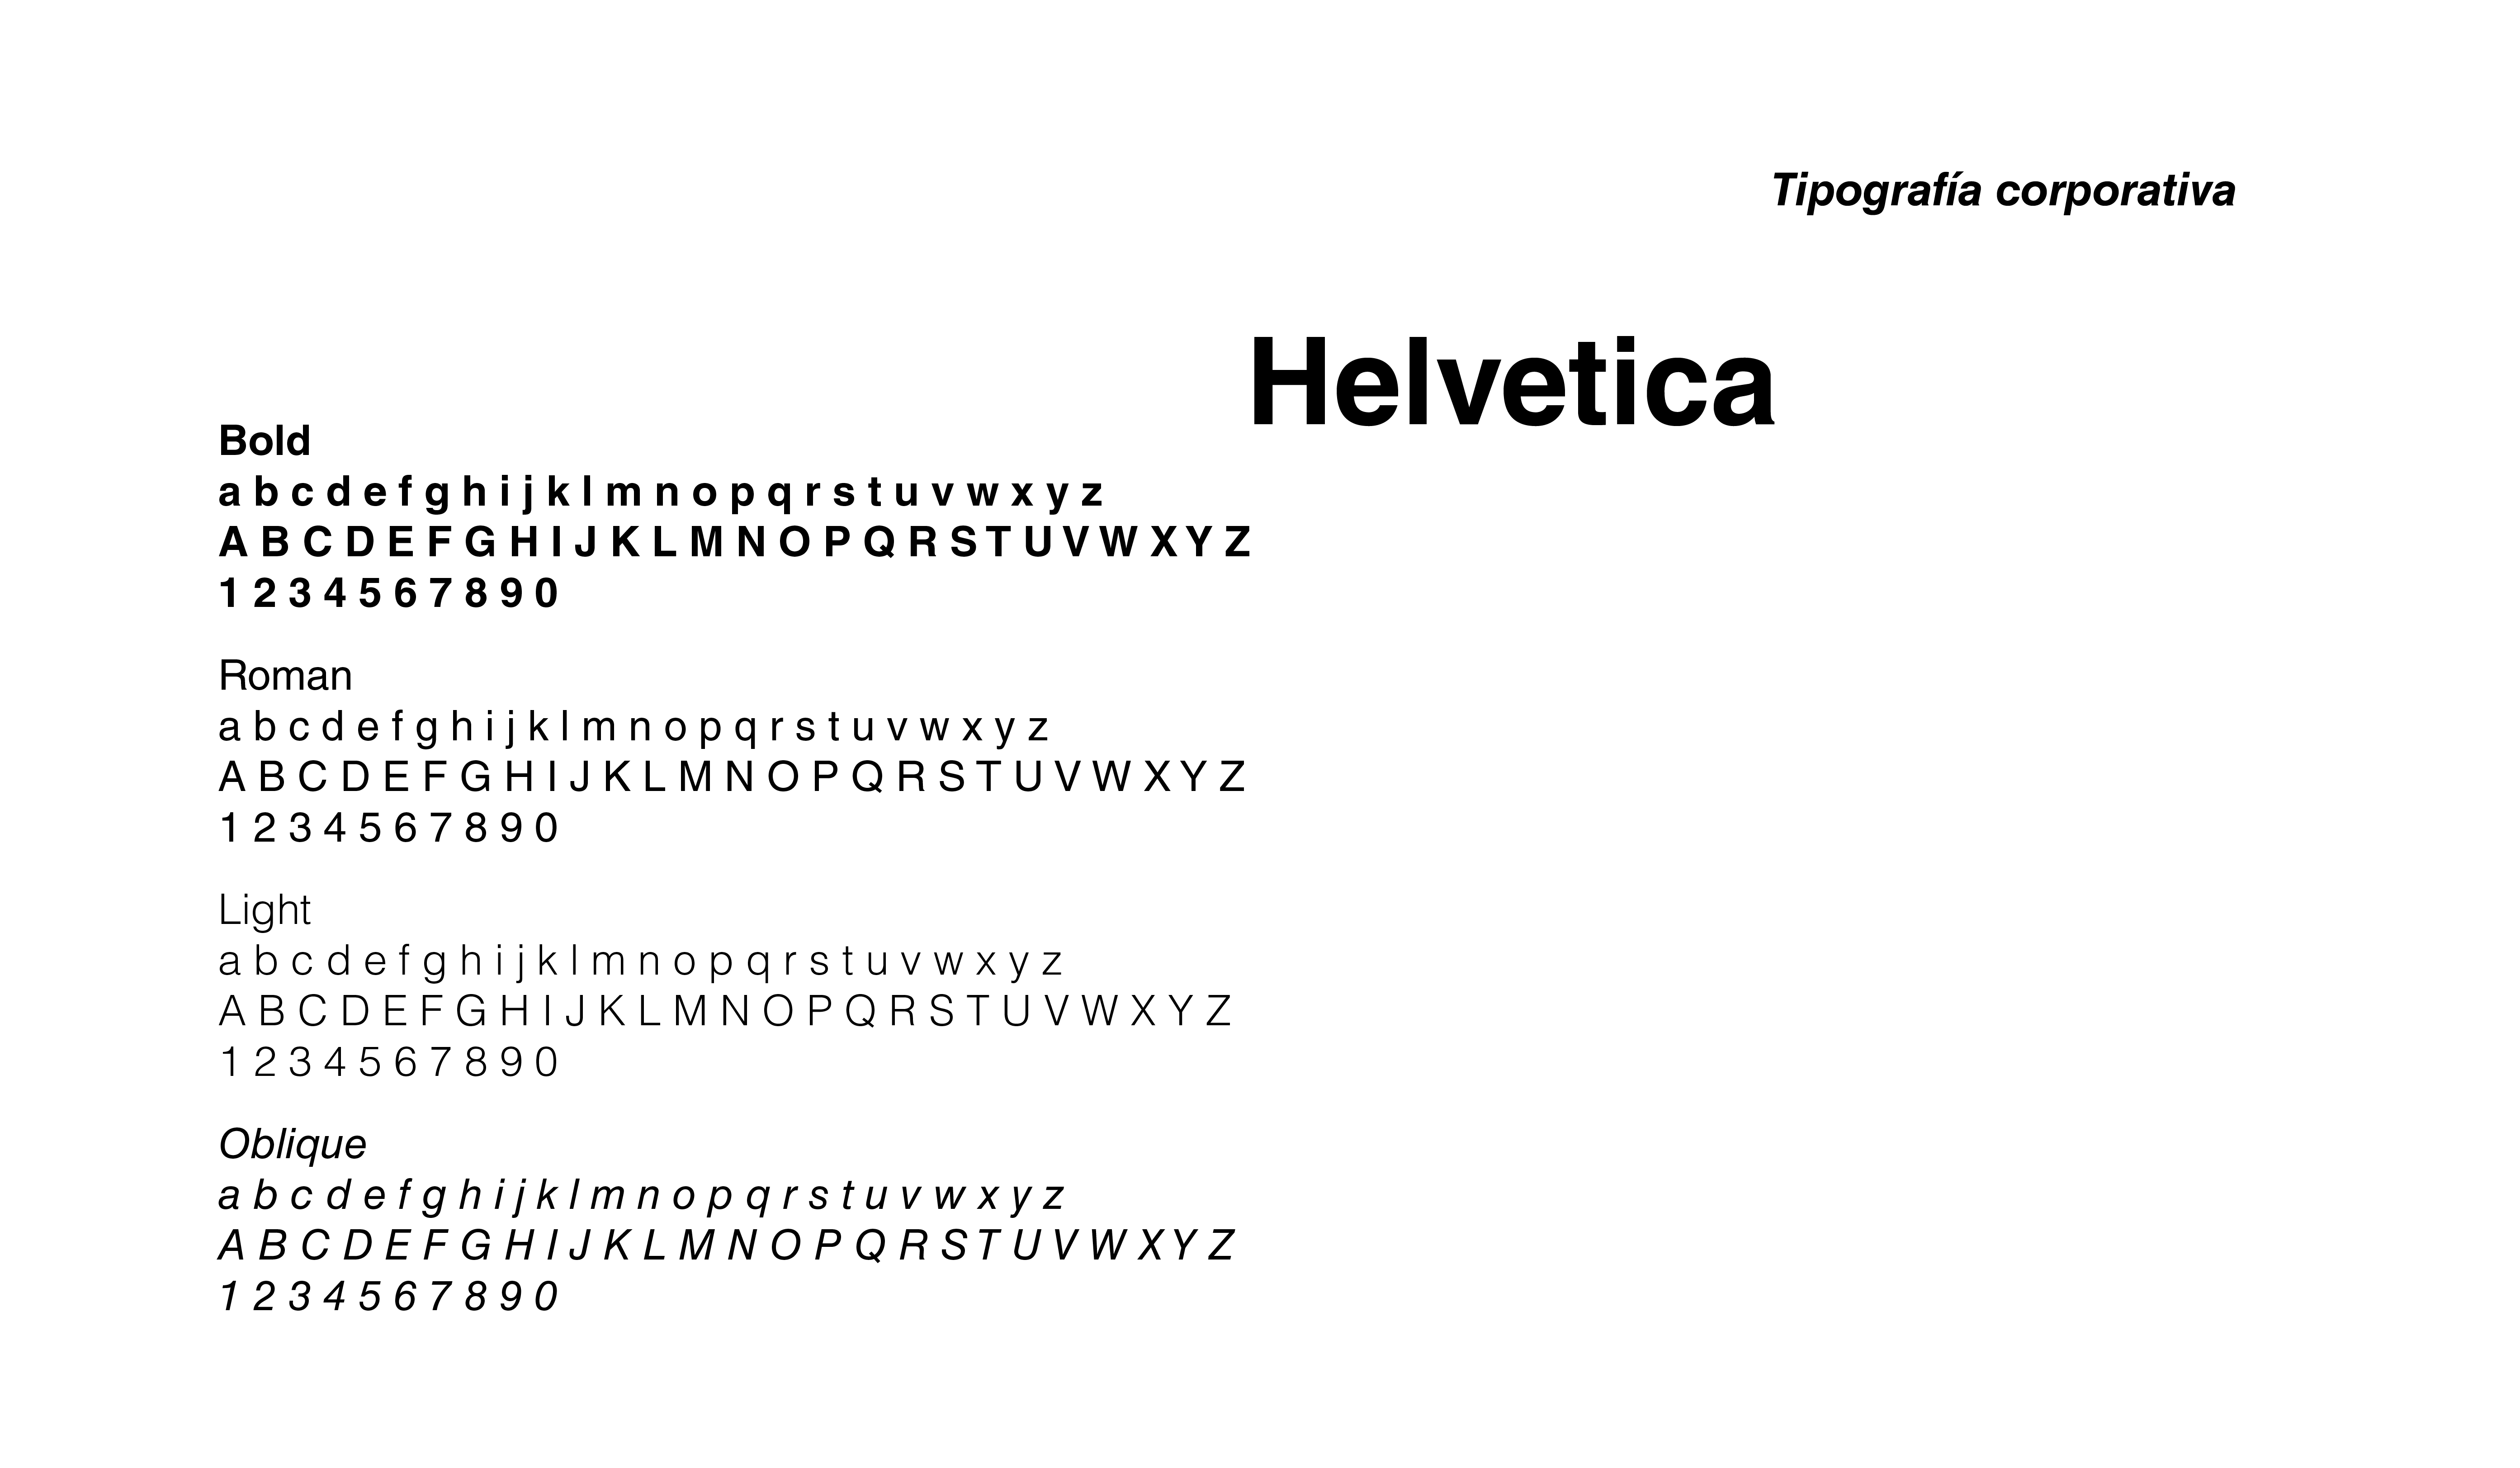 Tipografía corporativa
Helvetica
Bold
a b c d e f g h i j k l m n o p q r s t u v w x y z
A B C D E F G H I J K L M N O P Q R S T U V W X Y Z
1 2 3 4 5 6 7 8 9 0
Roman
a b c d e f g h i j k l m n o p q r s t u v w x y z
A B C D E F G H I J K L M N O P Q R S T U V W X Y Z
1 2 3 4 5 6 7 8 9 0
Light
a b c d e f g h i j k l m n o p q r s t u v w x y z
A B C D E F G H I J K L M N O P Q R S T U V W X Y Z
1 2 3 4 5 6 7 8 9 0
Oblique
a b c d e f g h i j k l m n o p q r s t u v w x y z
A B C D E F G H I J K L M N O P Q R S T U V W X Y Z
1 2 3 4 5 6 7 8 9 0